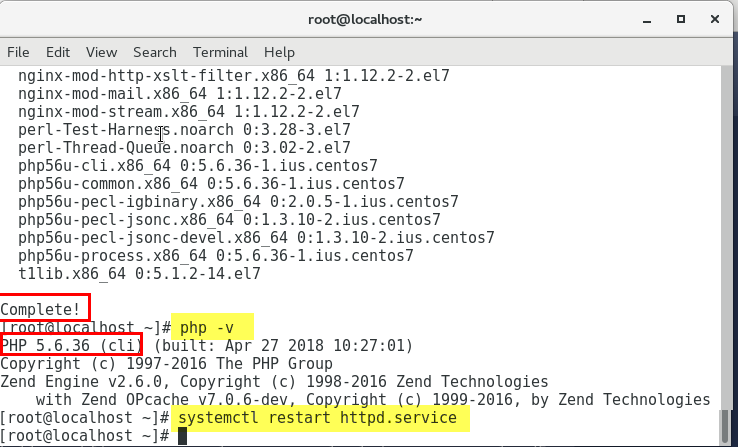 root@localhost:~
File Edit View Search Terminal Help
nginx-mod-http-xslt-filter.x86_64 1:1.12.2-2.el7
nginx-mod-mail.x86_64 1:1.12.2-2.el7
nginx-mod-stream.x86_64 1:1.12.2-2.el7
perl-Test-Harness.noarch 0:3.28-3.el7
perl-Thread-Queue.noarch 0:3.02-2.el7
php56u-cli.x86_64 0:5.6.36-1.ius.centos7
php56u-common.x86_64 0:5.6.36-1.ius.centos7
php56u-pecl-igbinary.x86_64 0:2.0.5-1.ius.centos7
php56u-pecl-jsonc.x86_64 0:1.3.10-2.ius.centos7
php56u-pecl-jsonc-devel.x86_64 0:1.3.10-2.ius.centos7
php56u-process.x86_64 0:5.6.36-1.ius.centos7
t1lib.x86_64 0:5.1.2-14.el7
Complete!
[root@localhost ~]# php -v
PHP 5.6.36 (cli) (built: Apr 27 2018 10:27:01)
Copyright (c) 1997-2016 The PHP Group
Zend Engine v2.6.0, Copyright (c) 1998-2016 Zend Technologies
with Zend OPcache v7.0.6-dev, Copyright (c) 1999-2016, by Zend Technologies
[root@localhost ~]# systemctl restart httpd.service
[root@localhost ~]#